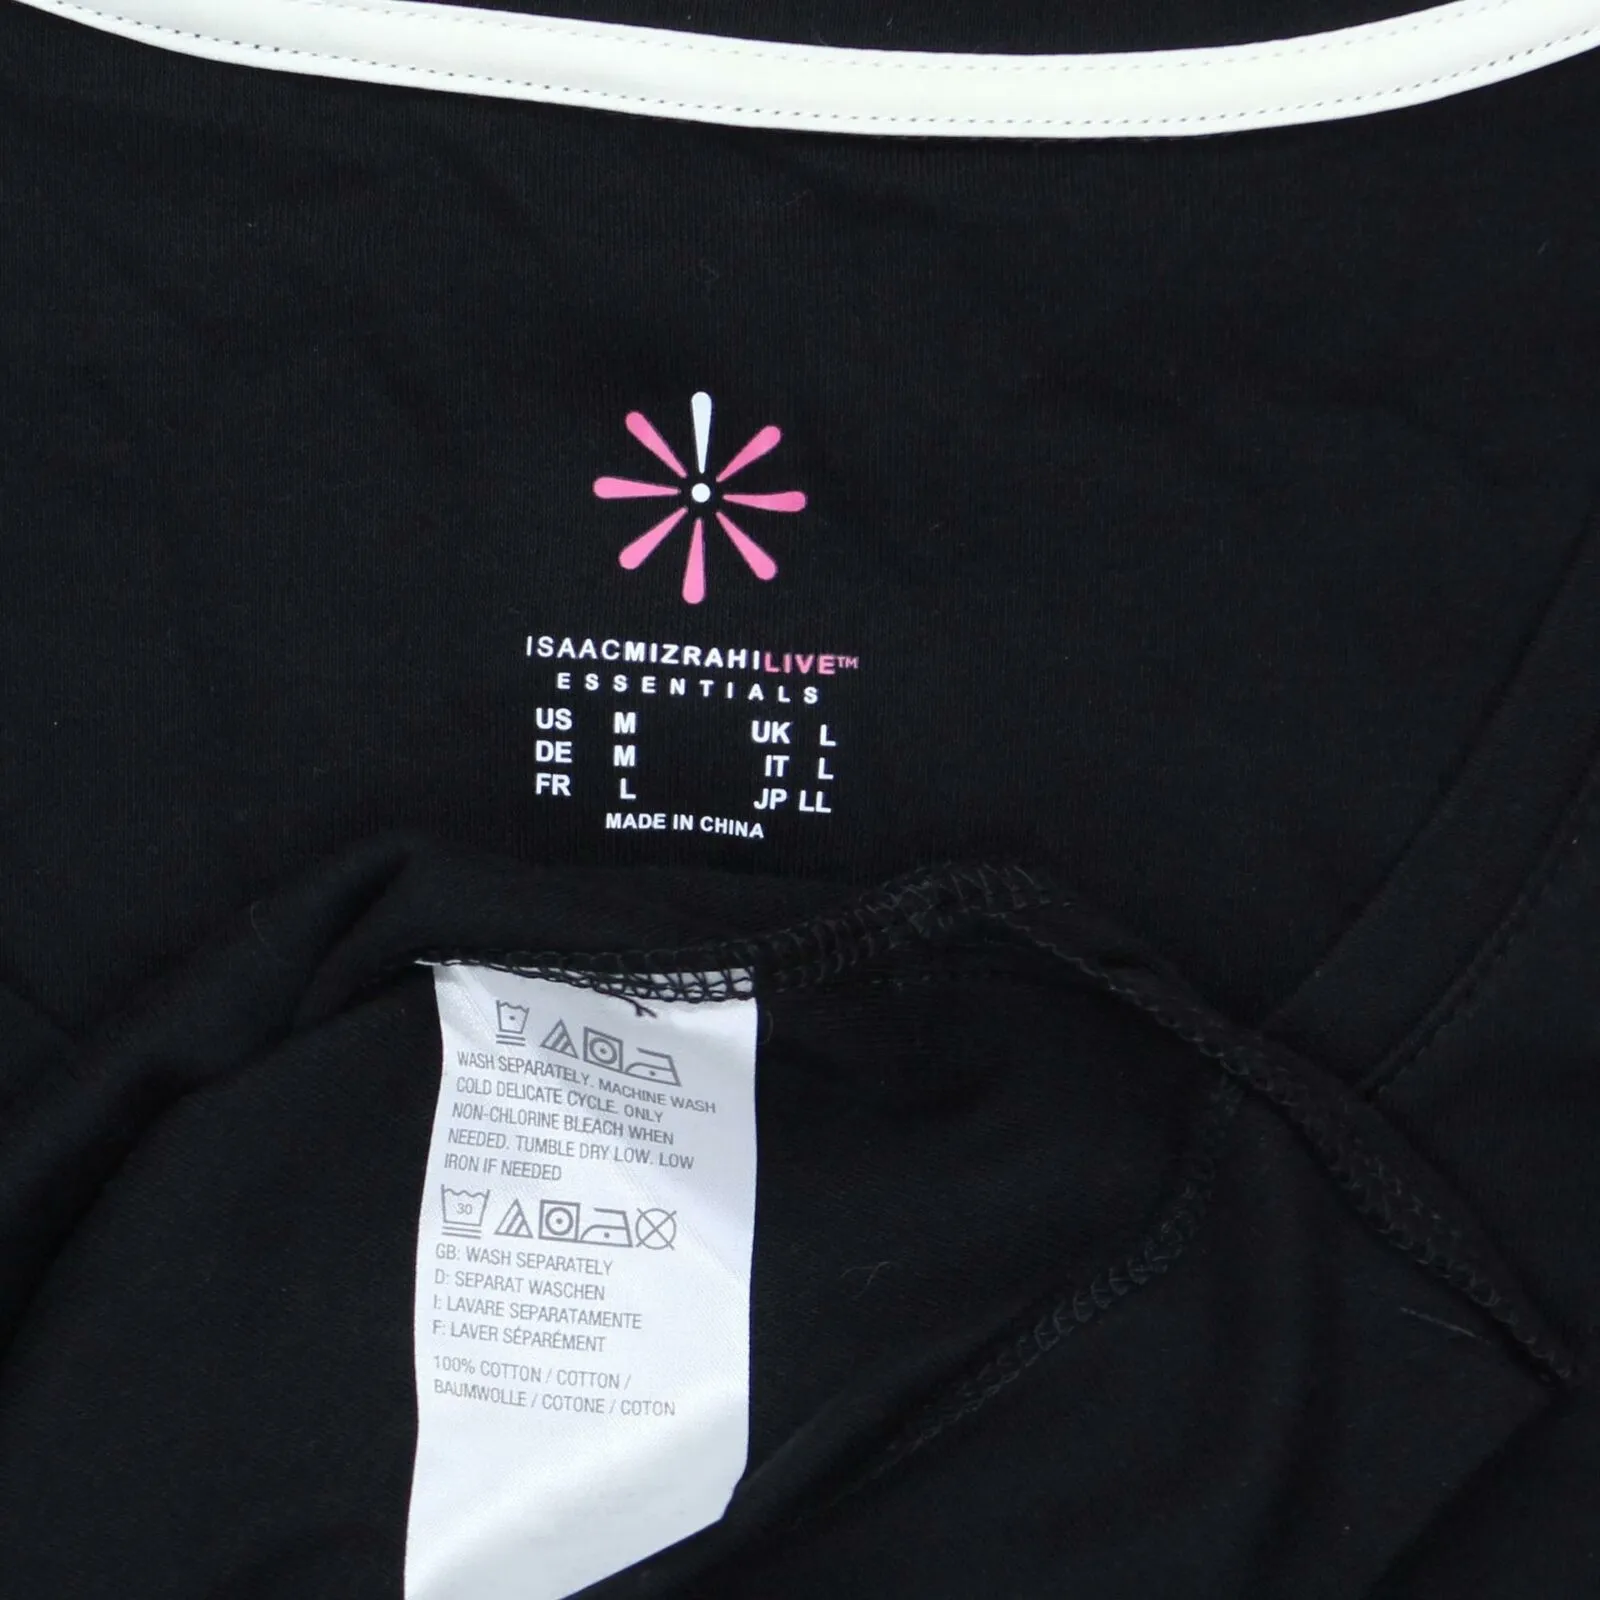 ISAACMIZRAHILIVE™
ESSENTIALS
US M UK L
DE M IT L
FR L JP LL
MADE IN CHINA
WASH SEPARATELY. MACHINE WASH
COLD DELICATE CYCLE. ONLY
NON-CHLORINE BLEACH WHEN
NEEDED. TUMBLE DRY LOW. LOW
IRON IF NEEDED
30
GB: WASH SEPARATELY
D: SEPARAT WASCHEN
I: LAVARE SEPARATAMENTE
F: LAVER SÉPARÉMENT
100% COTTON / COTTON /
BAUMWOLLE / COTONE / COTON